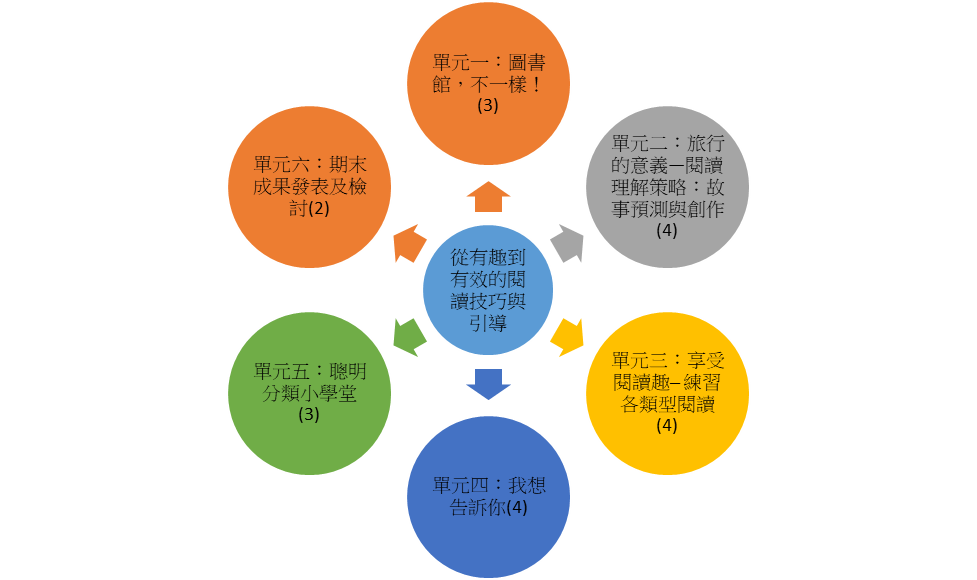 單元一：圖書
館，不一樣！
(3)
單元二：旅行
的意義—閱讀
理解策略：故
事預測與創作
(4)
單元三：享受
閱讀趣–練習
各類型閱讀
(4)
單元四：我想
告訴你(4)
單元五：聰明
分類小學堂
(3)
單元六：期末
成果發表及檢
討(2)
從有趣到
有效的閱
讀技巧與
引導